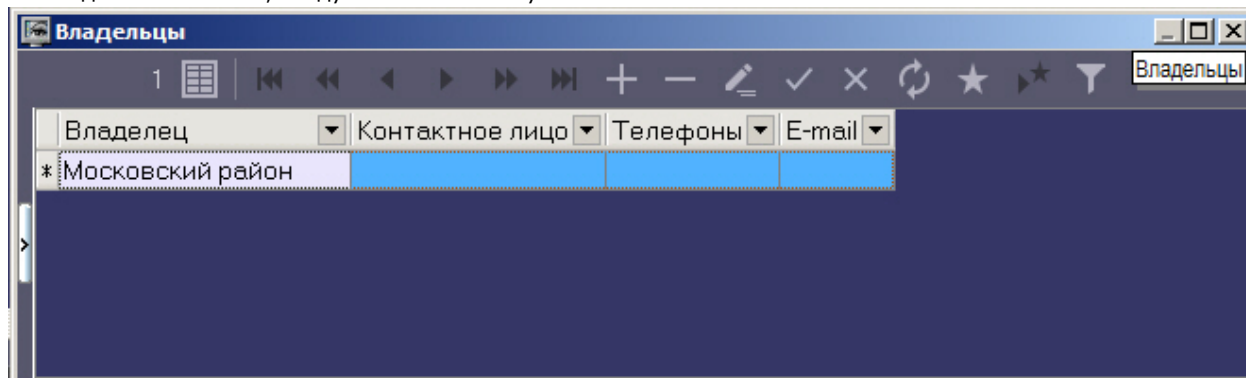 Владельцы
1
Владельцы
Владелец Контактное лицо Телефоны E-mail
* Московский район